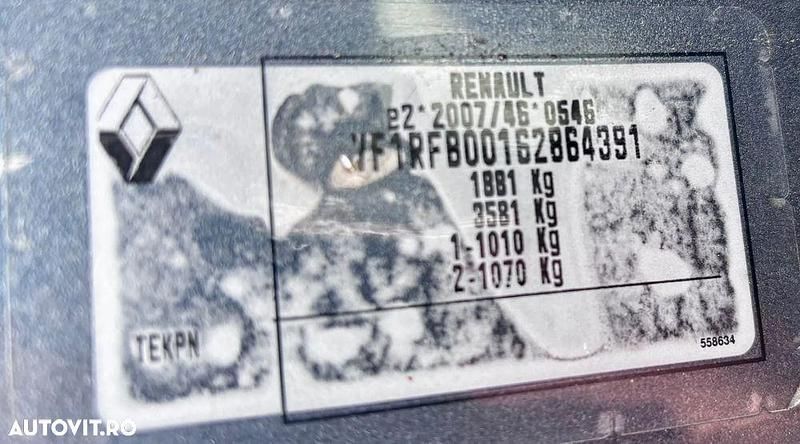 RENAULT
e2*2007/46*0546
VF1RFB00162864391
1881 Kg
3581 Kg
1-1010 Kg
2-1070 Kg
TEKPN
558634
AUTOVIT.RO